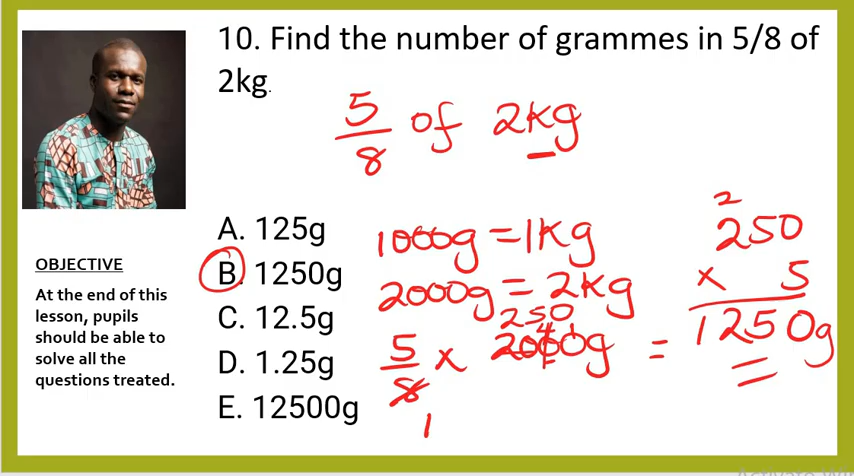 10. Find the number of grammes in 5/8 of
2kg.
5/8 of 2kg
A. 125g
B. 1250g
C. 12.5g
D. 1.25g
E. 12500g
1000g = 1kg
2000g = 2kg
250
5/8 x 2000g = 1250g
1
2
250
x 5
OBJECTIVE
At the end of this
lesson, pupils
should be able to
solve all the
questions treated.